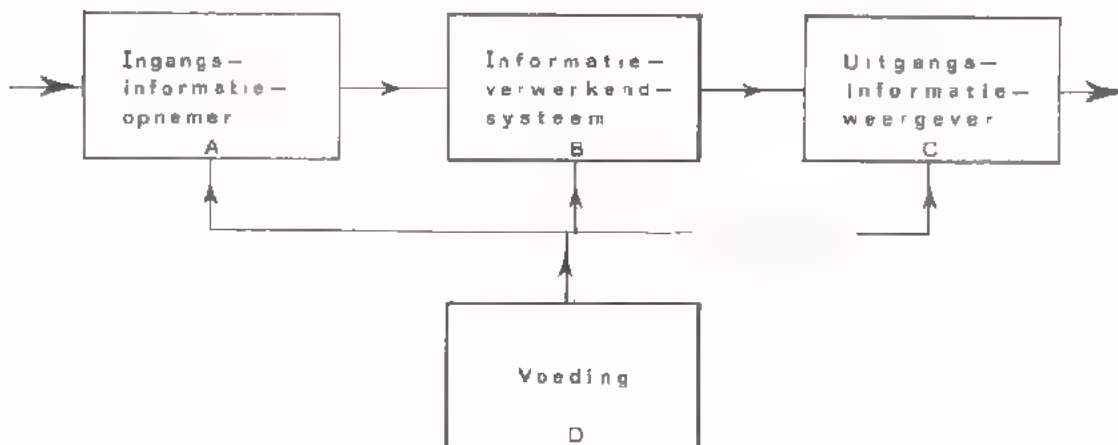 Ingangs—
informatie—
opnemer
A
Informatie—
verwerkend—
systeem
B
Uitgangs—
informatie—
weergever
C
Voeding
D